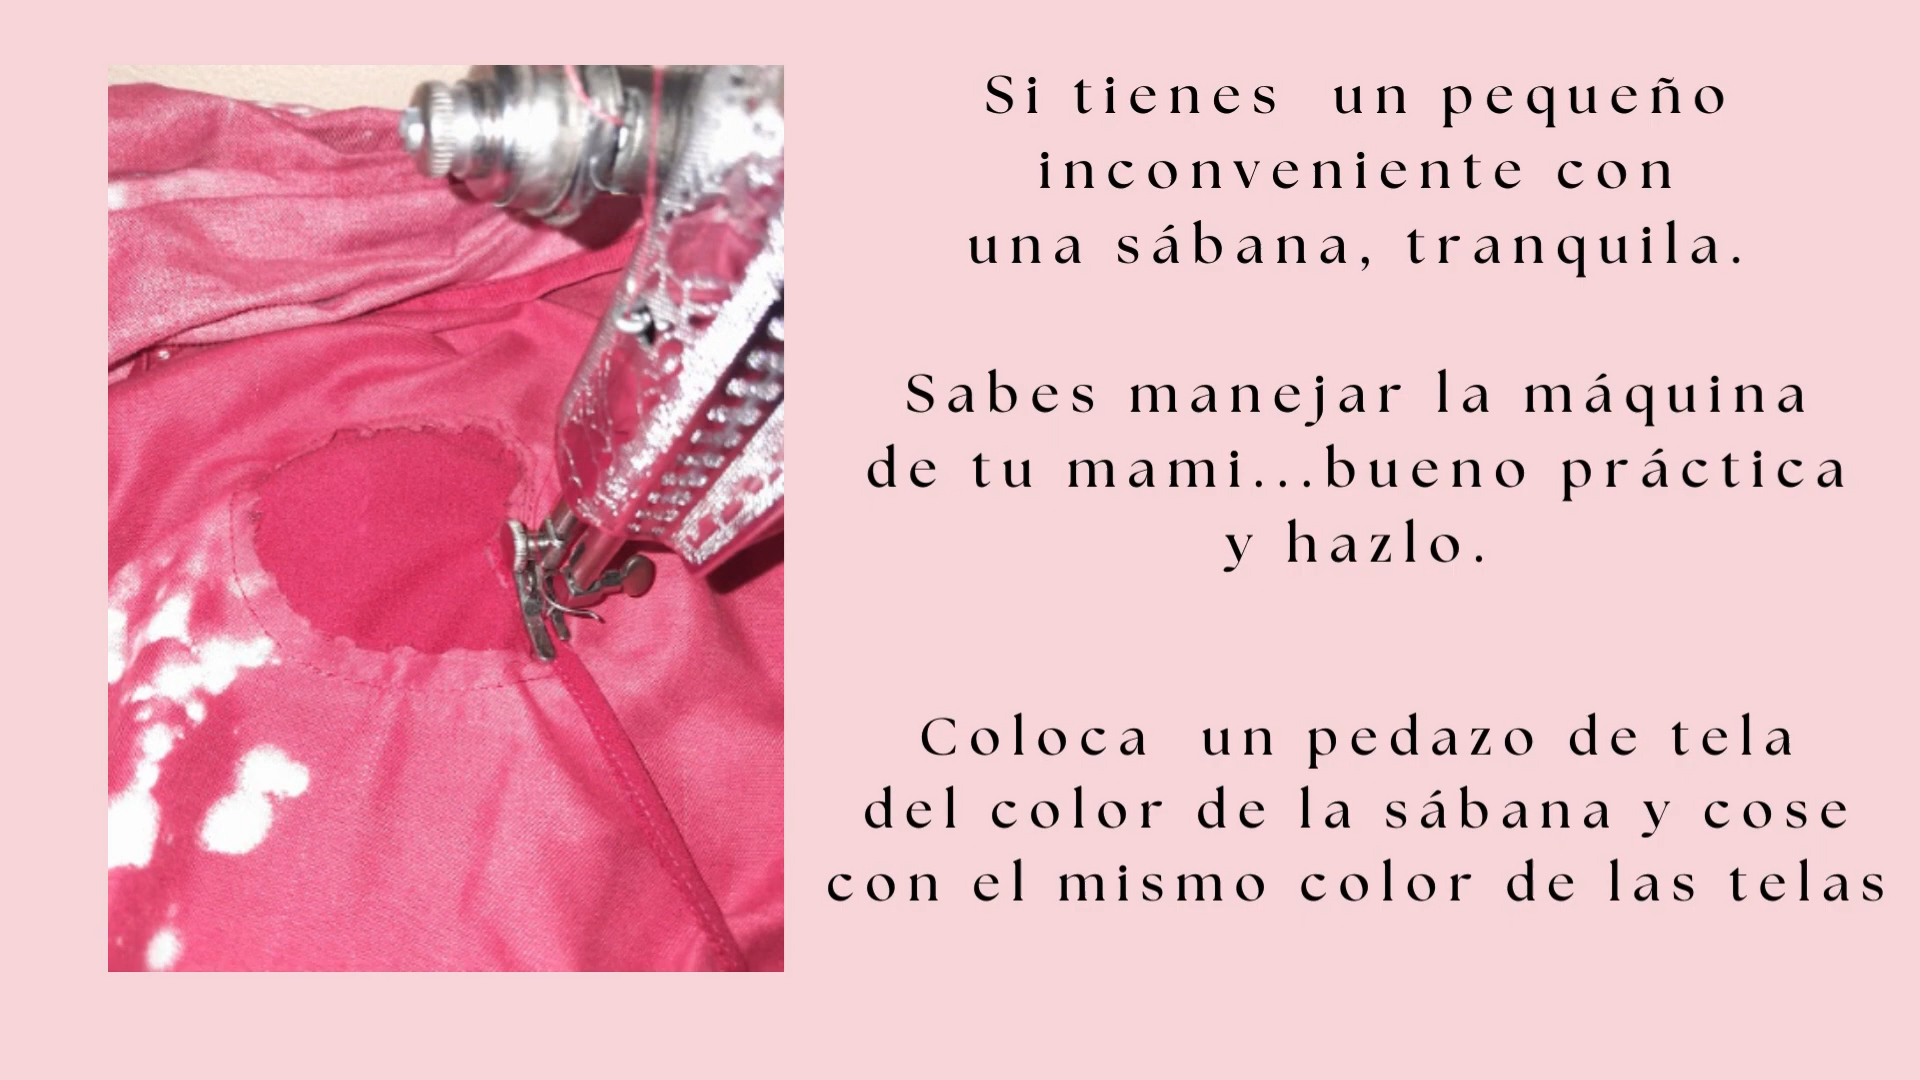 Si tienes un pequeño
inconveniente con
una sábana, tranquila.
Sabes manejar la máquina
de tu mami...bueno práctica
y hazlo.
Coloca un pedazo de tela
del color de la sábana y cose
con el mismo color de las telas